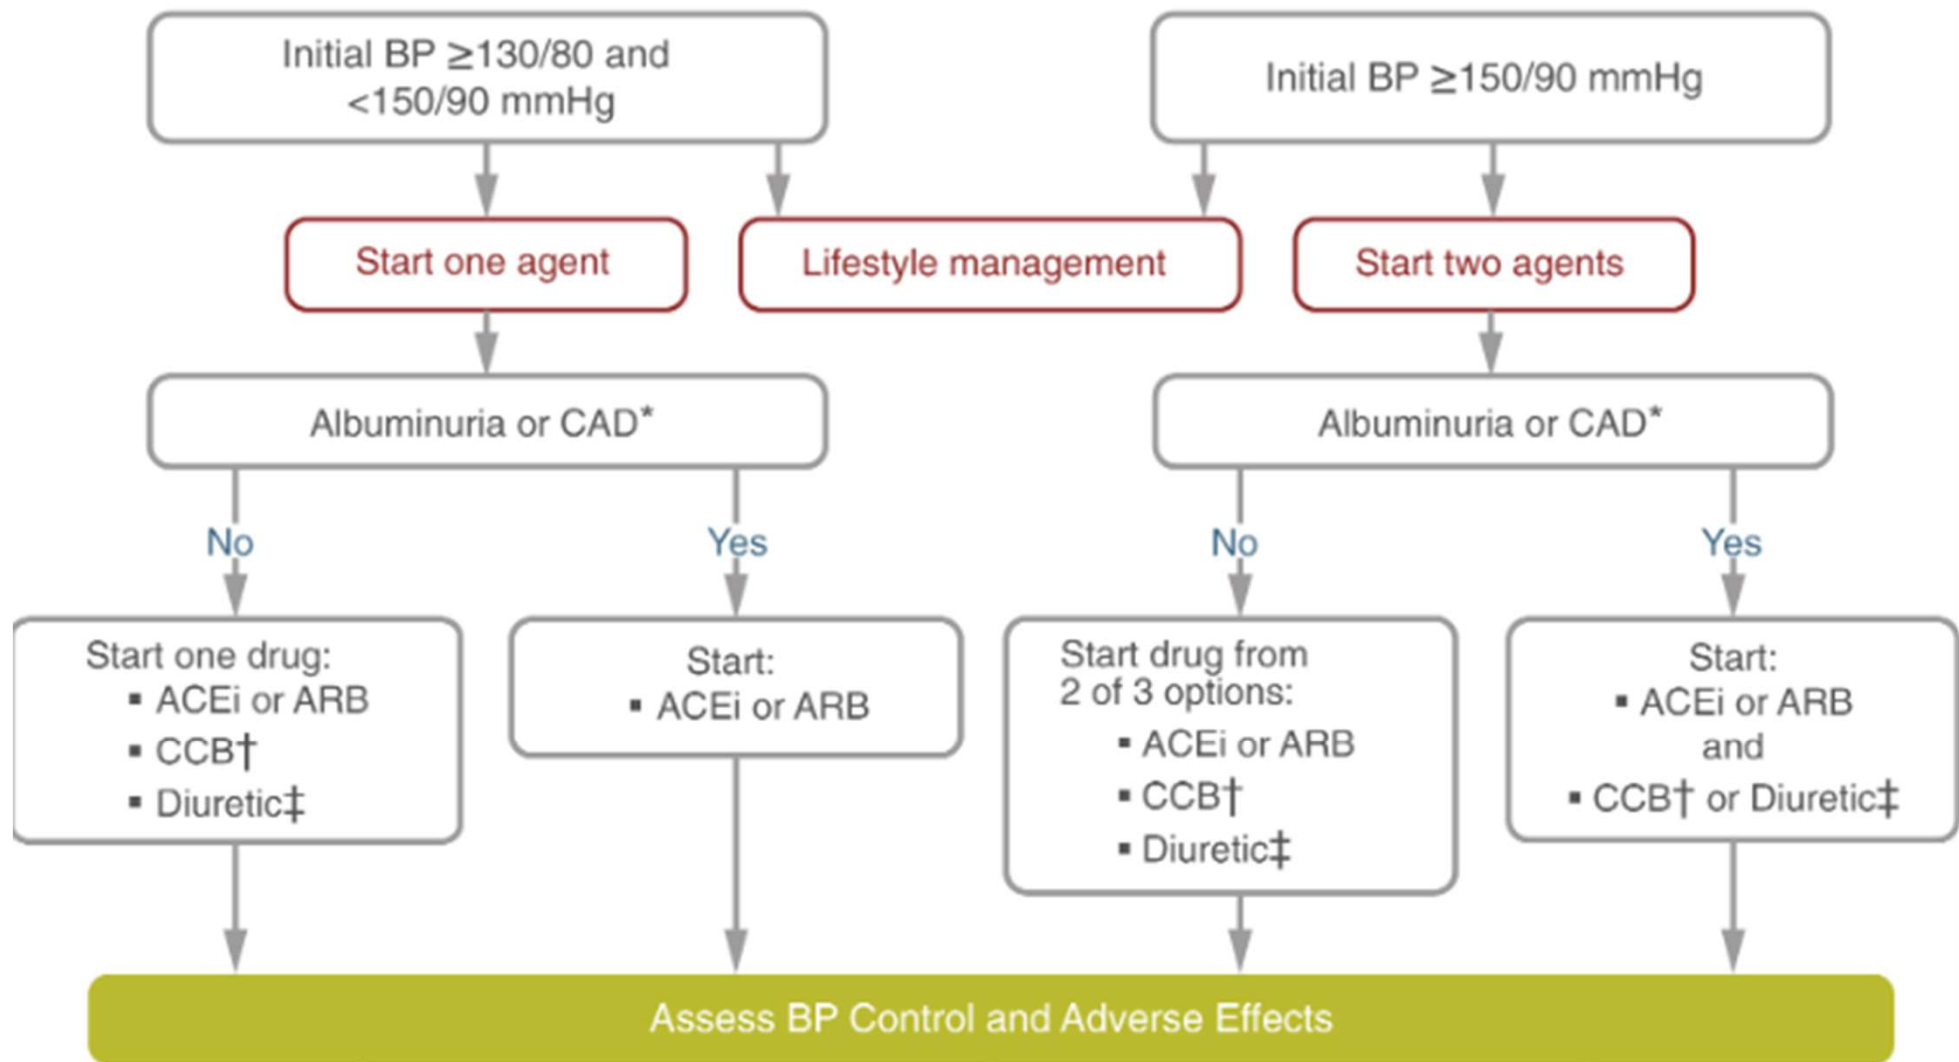 Initial BP ≥130/80 and
<150/90 mmHg
Initial BP ≥150/90 mmHg
Start one agent
Lifestyle management
Start two agents
Albuminuria or CAD*
Albuminuria or CAD*
No
Yes
No
Yes
Start one drug:
▪ ACEi or ARB
▪ CCB†
▪ Diuretic‡
Start:
▪ ACEi or ARB
Start drug from
2 of 3 options:
▪ ACEi or ARB
▪ CCB†
▪ Diuretic‡
Start:
▪ ACEi or ARB
and
▪ CCB† or Diuretic‡
Assess BP Control and Adverse Effects